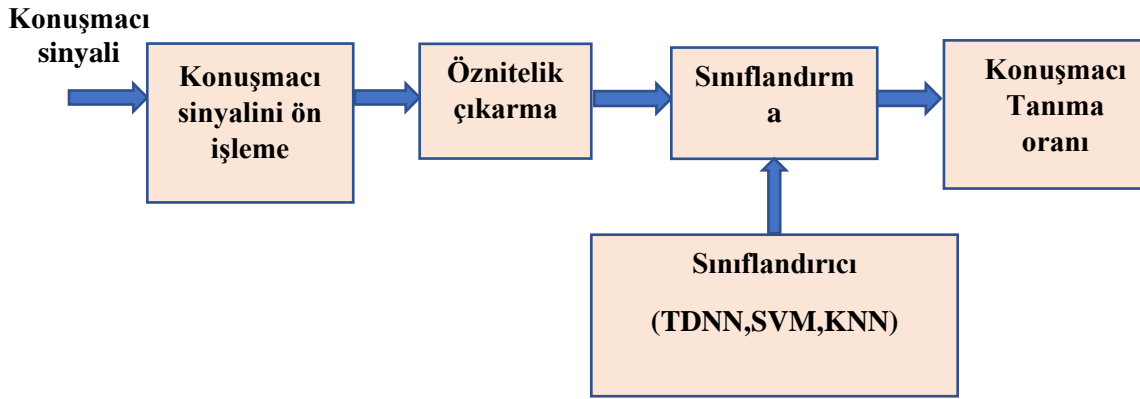 Konuşmacı
sinyali
Konuşmacı
sinyalini ön
işleme
Öznitelik
çıkarma
Sınıflandırm
a
Konuşmacı
Tanıma
oranı
Sınıflandırıcı
(TDNN,SVM,KNN)